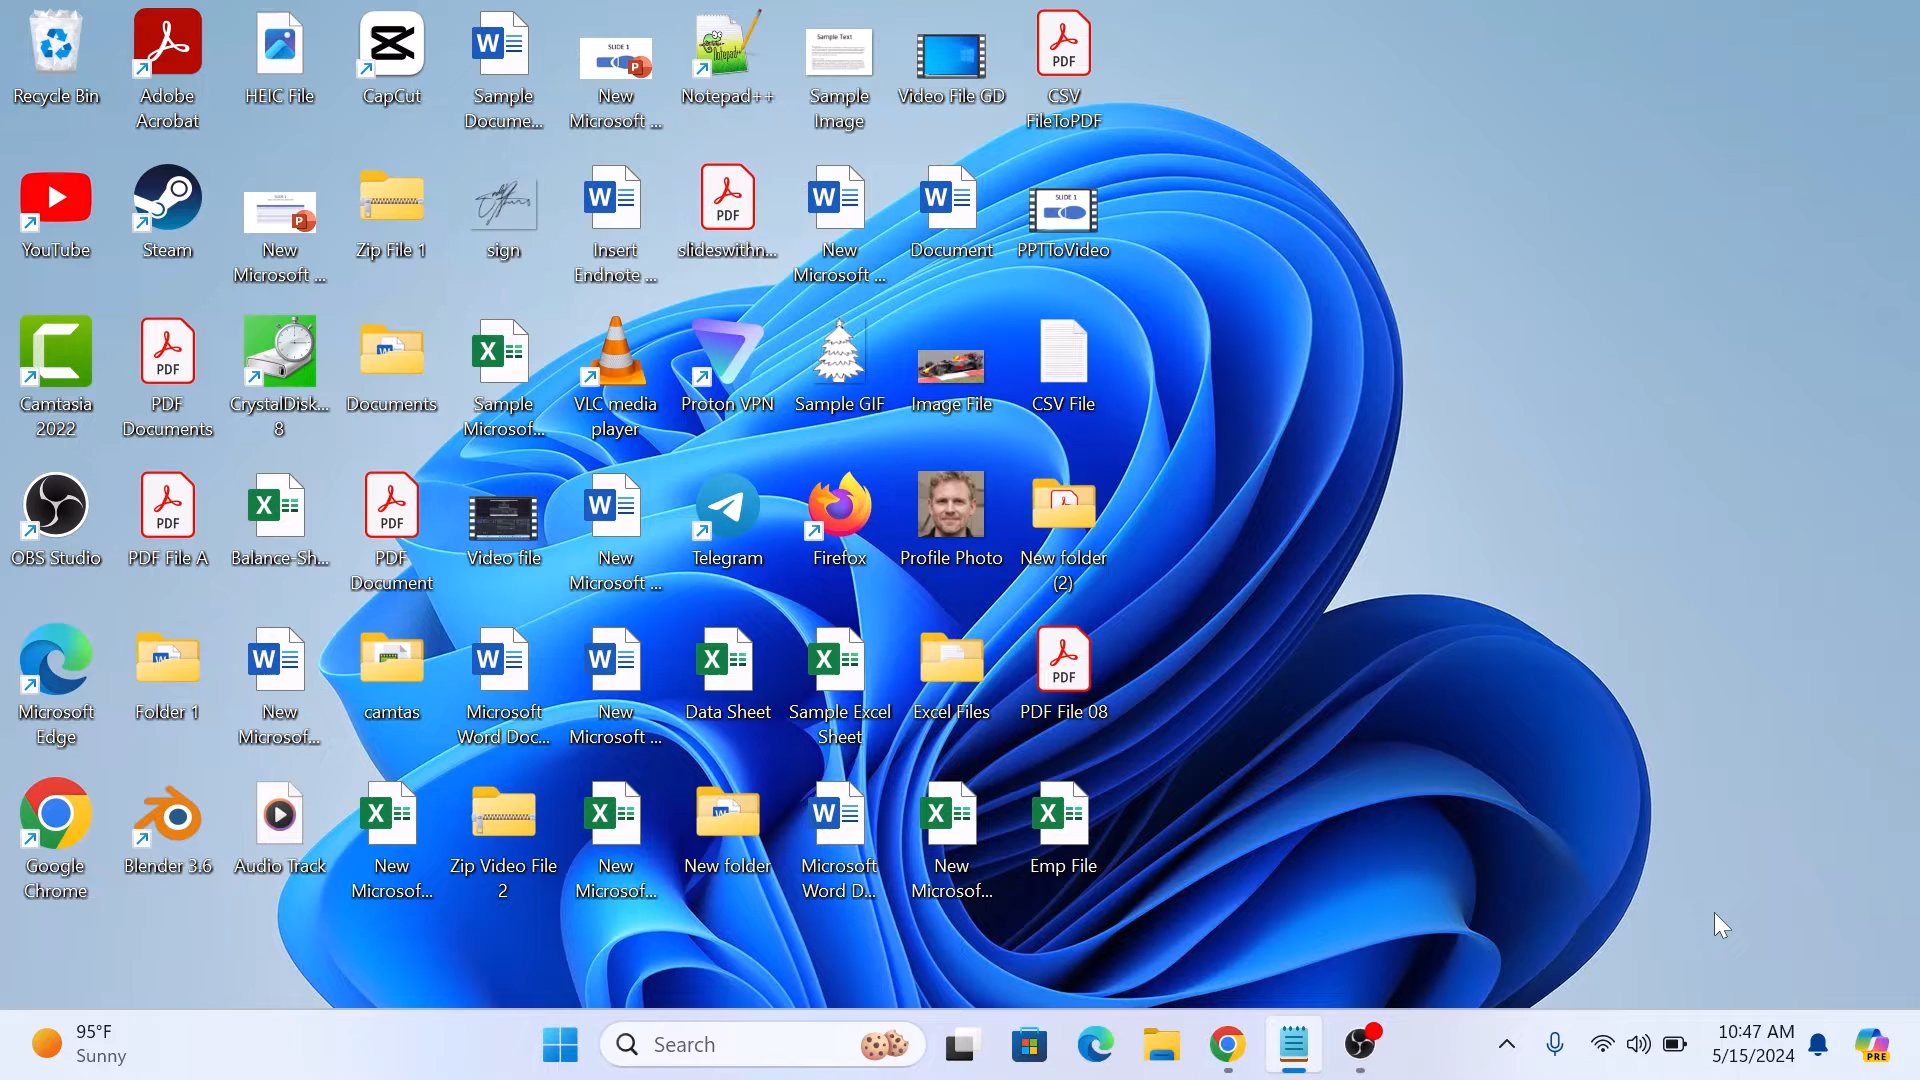 Recycle Bin
Adobe
Acrobat
HEIC File
CapCut
Sample
Docume...
New
Microsoft ...
Notepad++
Sample
Image
Video File GD
CSV
FileToPDF
YouTube
Steam
New
Microsoft ...
Zip File 1
sign
Insert
Endnote ...
slideswithn...
New
Microsoft ...
Document
PPTToVideo
Camtasia
2022
PDF
Documents
CrystalDisk...
8
Documents
Sample
Microsof...
VLC media
player
Proton VPN
Sample GIF
Image File
CSV File
OBS Studio
PDF File A
Balance-Sh...
PDF
Document
Video file
New
Microsoft ...
Telegram
Firefox
Profile Photo
New folder
(2)
Microsoft
Edge
Folder 1
New
Microsof...
camtas
Microsoft
Word Doc...
New
Microsoft ...
Data Sheet
Sample Excel
Sheet
Excel Files
PDF File 08
Google
Chrome
Blender 3.6
Audio Track
New
Microsof...
Zip Video File
2
New
Microsof...
New folder
Microsoft
Word D...
New
Microsof...
Emp File
95°F
Sunny
Search
10:47 AM
5/15/2024
PRE